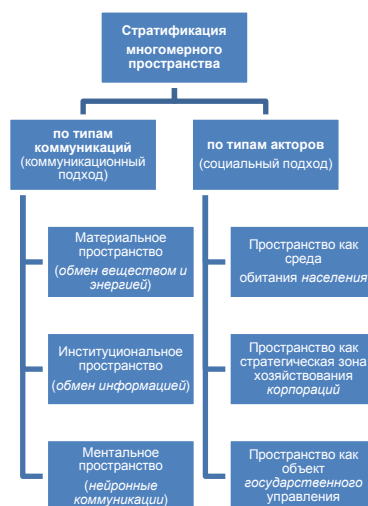 Стратификация
многомерного
пространства
по типам
коммуникаций
(коммуникационный
подход)
по типам акторов
(социальный подход)
Материальное
пространство
(обмен веществом и
энергией)
Институциональное
пространство
(обмен информацией)
Ментальное
пространство
(нейронные
коммуникации)
Пространство как
среда
обитания населения
Пространство как
стратегическая зона
хозяйствования
корпораций
Пространство как
объект
государственного
управления